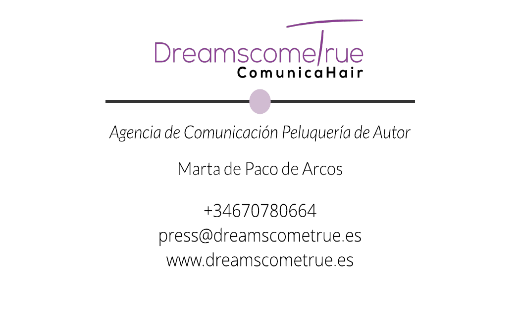 DreamscomeTrue
ComunicaHair
Agencia de Comunicación Peluquería de Autor
Marta de Paco de Arcos
+34670780664
press@dreamscometrue.es
www.dreamscometrue.es